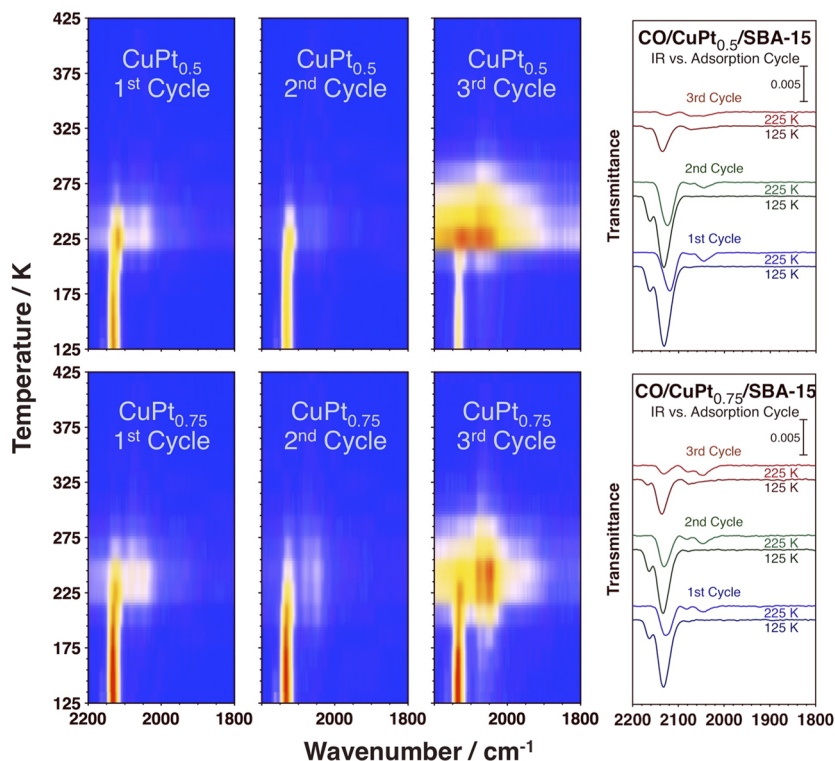 Temperature / K
425
375
325
275
225
175
125
CuPt0.5
1st Cycle
CuPt0.5
2nd Cycle
CuPt0.5
3rd Cycle
CO/CuPt0.5/SBA-15
IR vs. Adsorption Cycle
0.005
3rd Cycle
225 K
125 K
2nd Cycle
225 K
125 K
1st Cycle
225 K
125 K
Transmittance
425
375
325
275
225
175
125
CuPt0.75
1st Cycle
CuPt0.75
2nd Cycle
CuPt0.75
3rd Cycle
CO/CuPt0.75/SBA-15
IR vs. Adsorption Cycle
0.005
3rd Cycle
225 K
125 K
2nd Cycle
225 K
125 K
1st Cycle
225 K
125 K
Transmittance
2200 2000 1800
2000 1800
2000 1800
2200 2100 2000 1900 1800
Wavenumber / cm-1